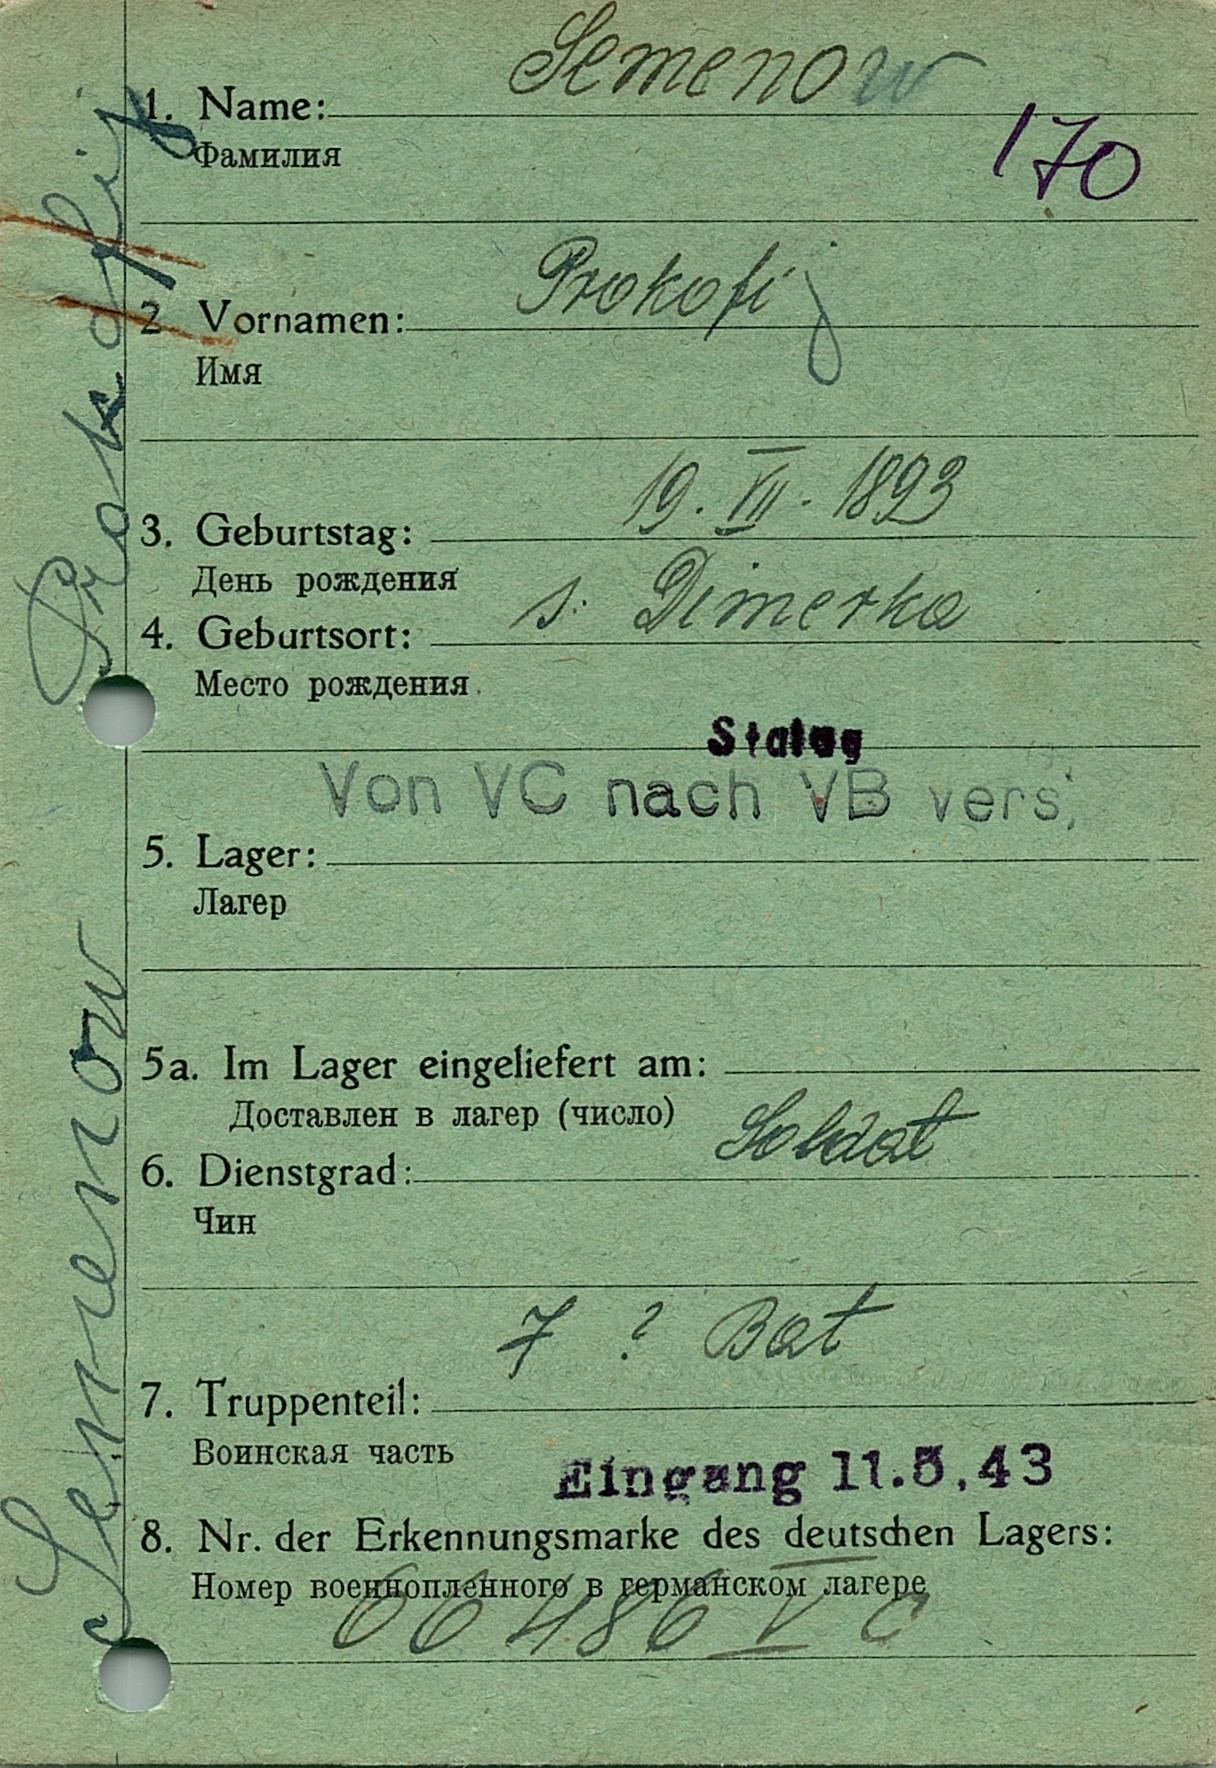 Semenow
1. Name:
Фамилия
170
Prokofij
2. Vornamen:
Имя
19. VII. 1893
3. Geburtstag:
День рождения
s. Dimerka
4. Geburtsort:
Место рождения
Stalag
Von VC nach VB vers.
5. Lager:
Лагер
5a. Im Lager eingeliefert am:
Доставлен в лагер (число)
Soldat
6. Dienstgrad:
Чин
7 ? Bat
7. Truppenteil:
Воинская часть
Eingang 11.5.43
8. Nr. der Erkennungsmarke des deutschen Lagers:
Номер военнопленного в германском лагере
66486 V C
Semenow Prokofij